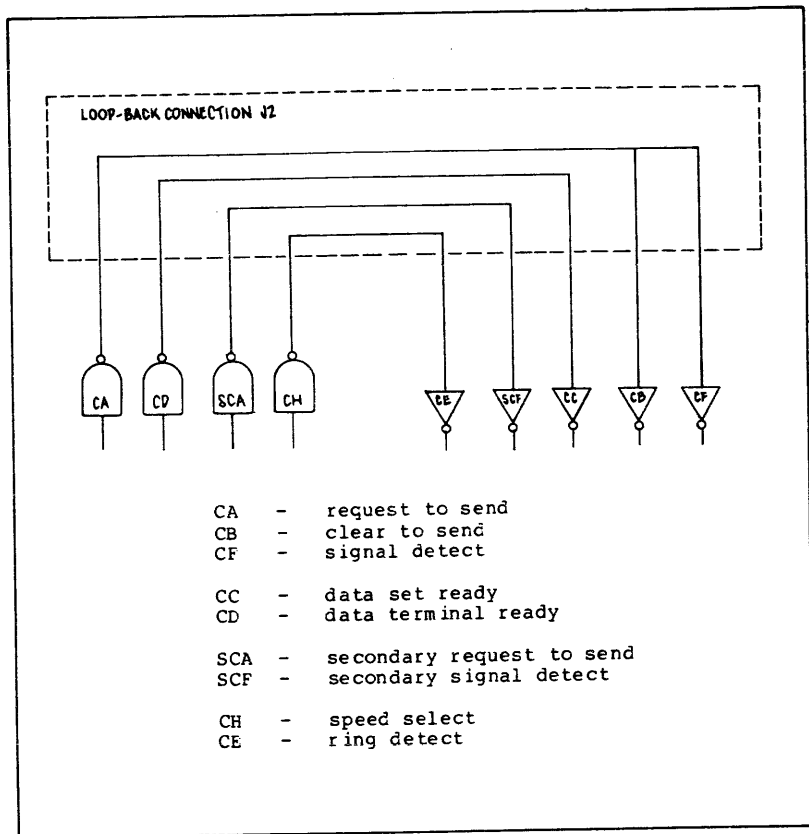 LOOP-BACK CONNECTION J2
CA CD SCA CH CE SCF CC CB CF
CA - request to send
CB - clear to send
CF - signal detect
CC - data set ready
CD - data terminal ready
SCA - secondary request to send
SCF - secondary signal detect
CH - speed select
CE - ring detect